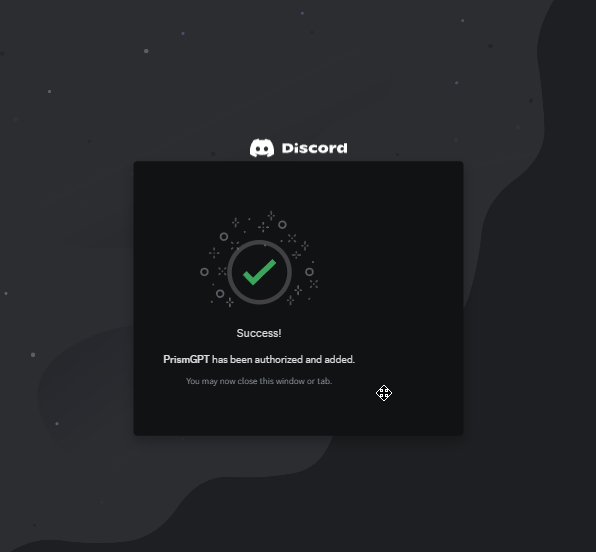 Discord
Success!
PrismGPT has been authorized and added.
You may now close this window or tab.